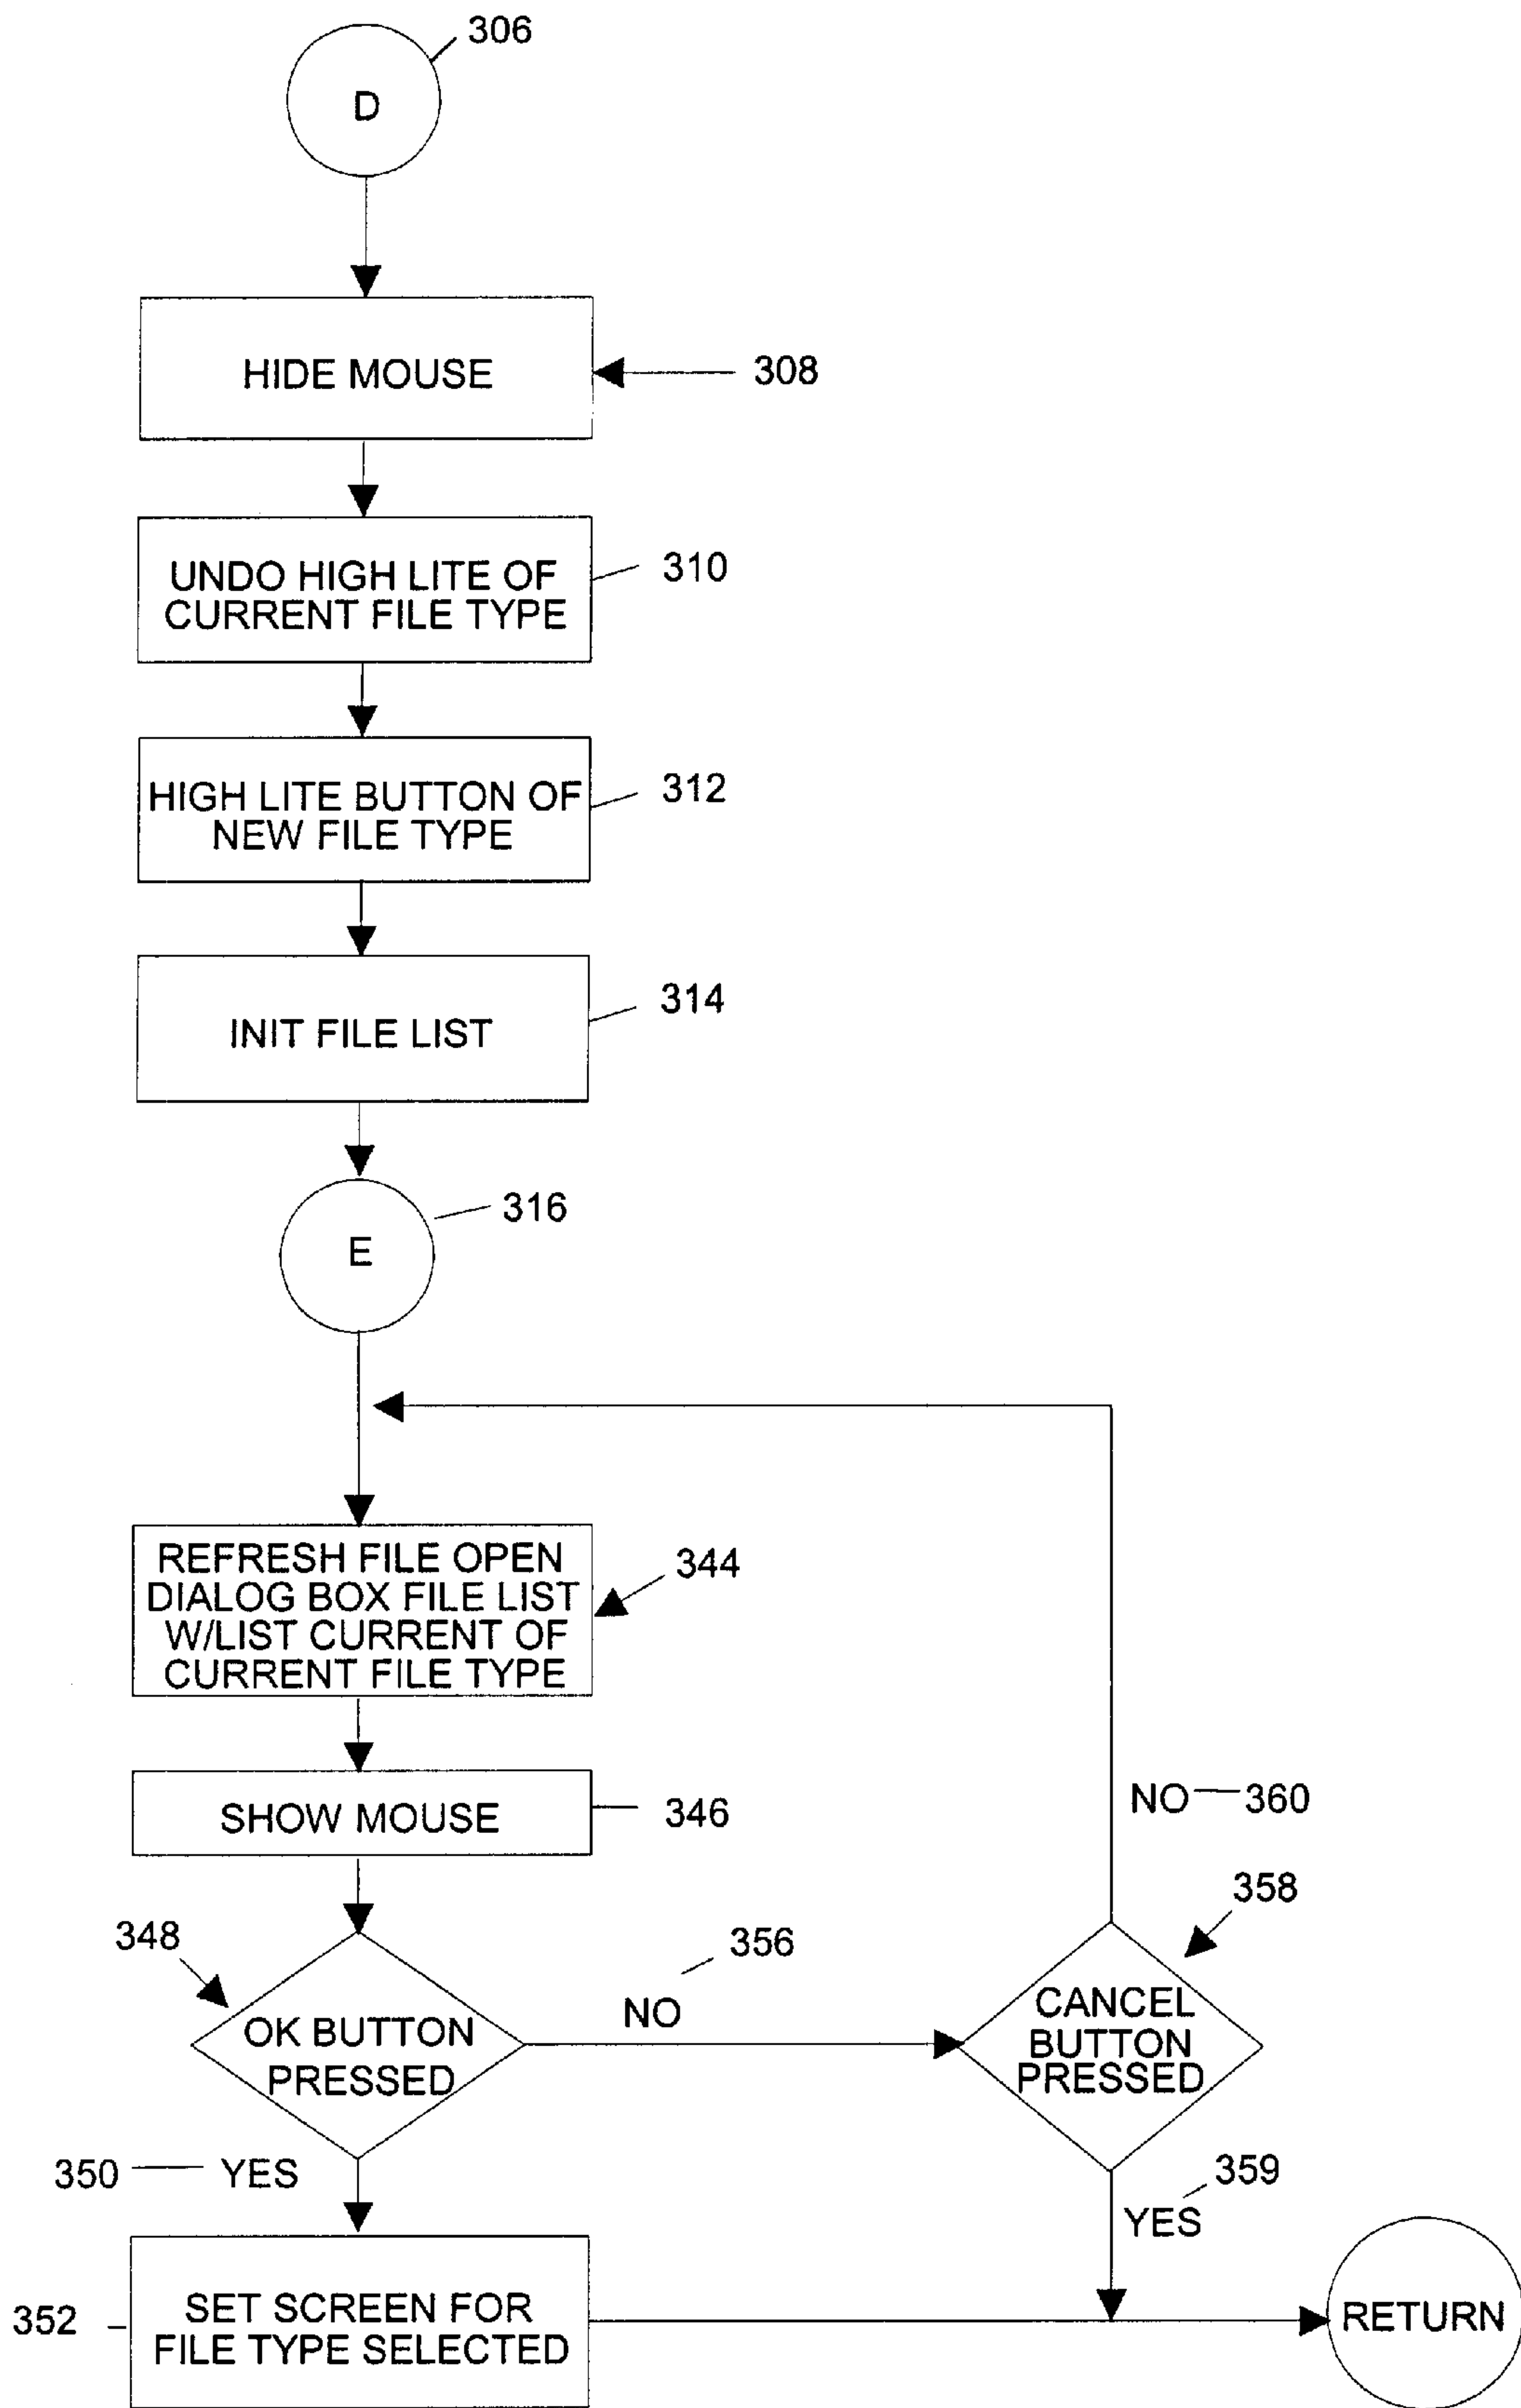 306
D
HIDE MOUSE
308
UNDO HIGH LITE OF
CURRENT FILE TYPE
310
HIGH LITE BUTTON OF
NEW FILE TYPE
312
INIT FILE LIST
314
E
316
REFRESH FILE OPEN
DIALOG BOX FILE LIST
W/LIST CURRENT OF
CURRENT FILE TYPE
344
SHOW MOUSE
346
NO
360
348
OK BUTTON
PRESSED
356
NO
358
CANCEL
BUTTON
PRESSED
350
YES
359
YES
352
SET SCREEN FOR
FILE TYPE SELECTED
RETURN